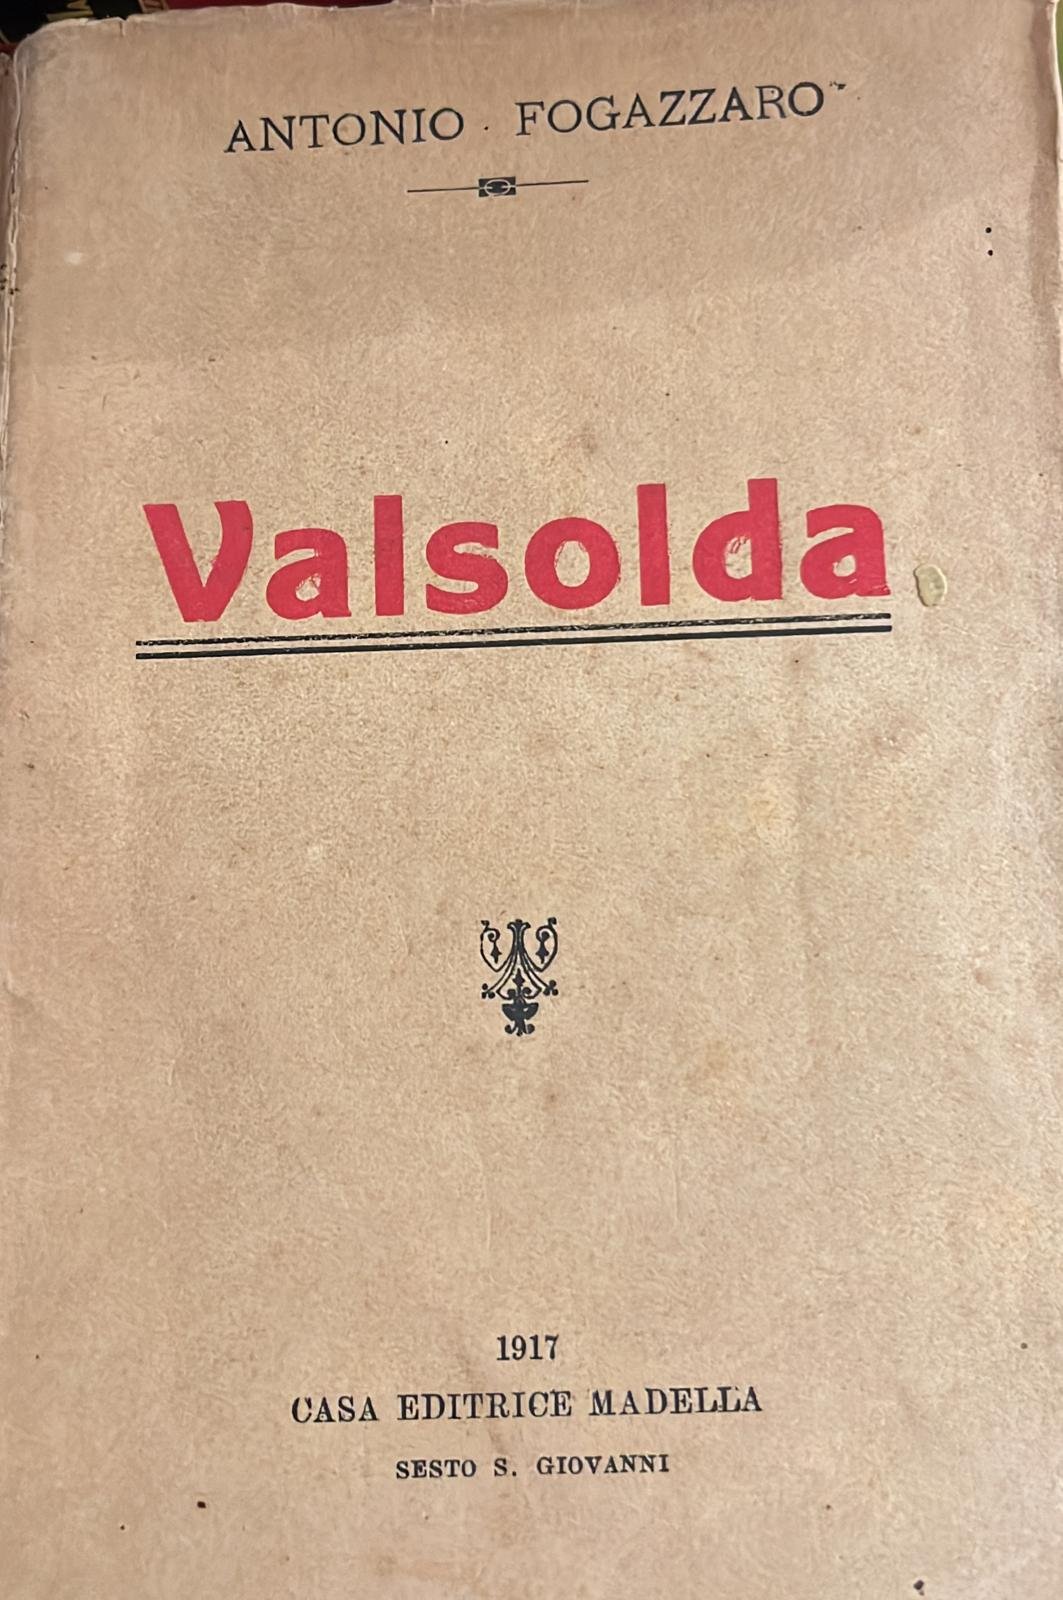 ANTONIO FOGAZZARO
Valsolda
1917
CASA EDITRICE MADELLA
SESTO S. GIOVANNI